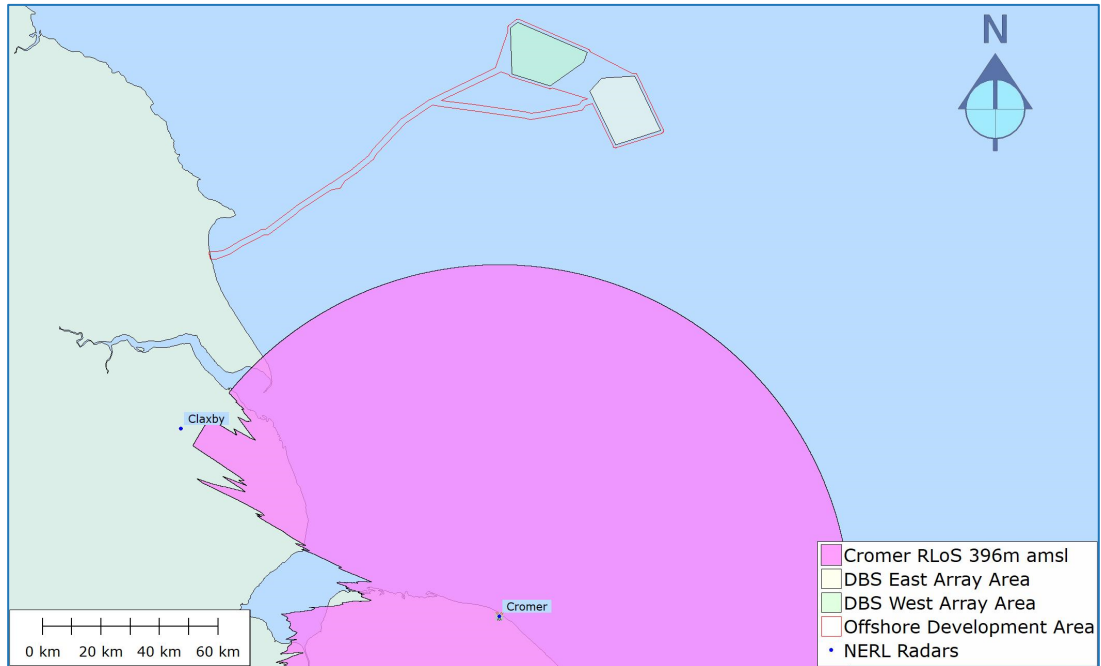 N
Claxby
Cromer
Cromer RLoS 396m amsl
DBS East Array Area
DBS West Array Area
Offshore Development Area
NERL Radars
0 km 20 km 40 km 60 km